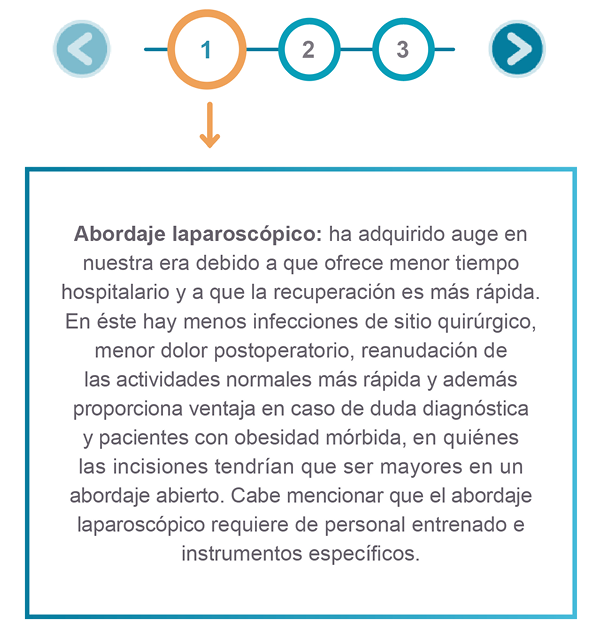 1
2
3
Abordaje laparoscópico: ha adquirido auge en
nuestra era debido a que ofrece menor tiempo
hospitalario y a que la recuperación es más rápida.
En éste hay menos infecciones de sitio quirúrgico,
menor dolor postoperatorio, reanudación de
las actividades normales más rápida y además
proporciona ventaja en caso de duda diagnóstica
y pacientes con obesidad mórbida, en quiénes
las incisiones tendrían que ser mayores en un
abordaje abierto. Cabe mencionar que el abordaje
laparoscópico requiere de personal entrenado e
instrumentos específicos.